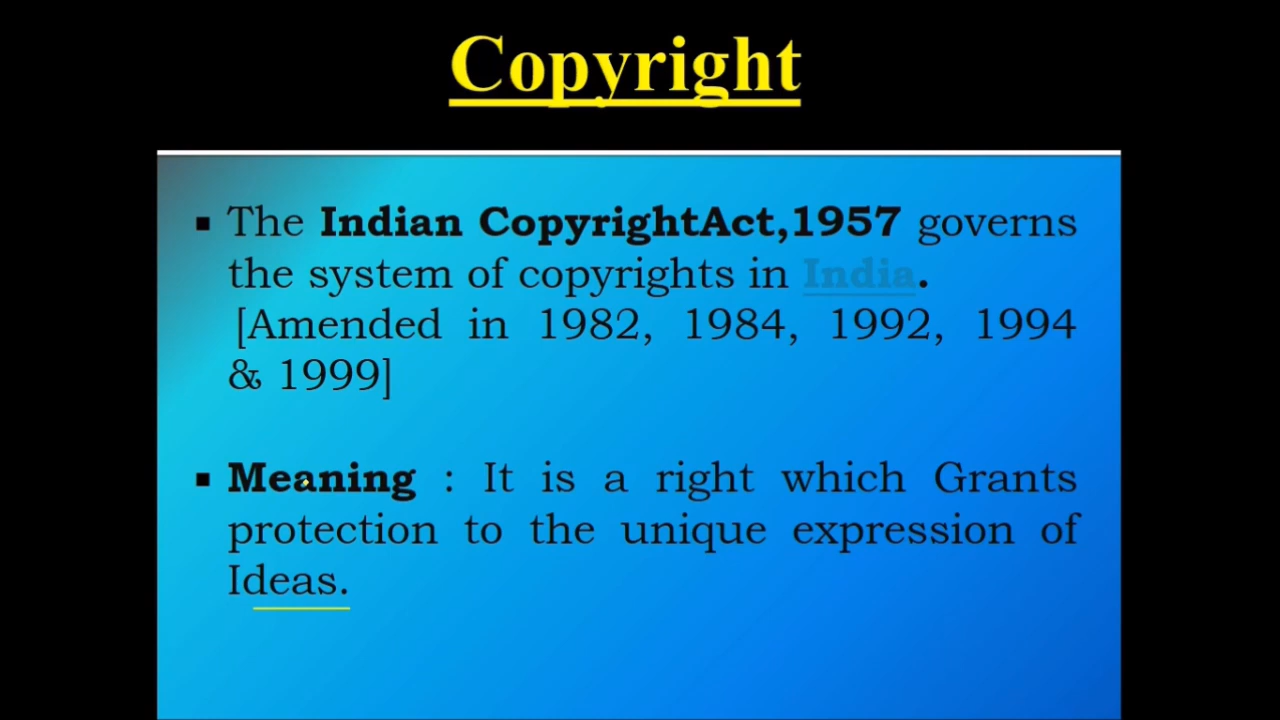 Copyright
▪ The Indian CopyrightAct,1957 governs
the system of copyrights in India.
[Amended in 1982, 1984, 1992, 1994
& 1999]
▪ Meaning : It is a right which Grants
protection to the unique expression of
Ideas.